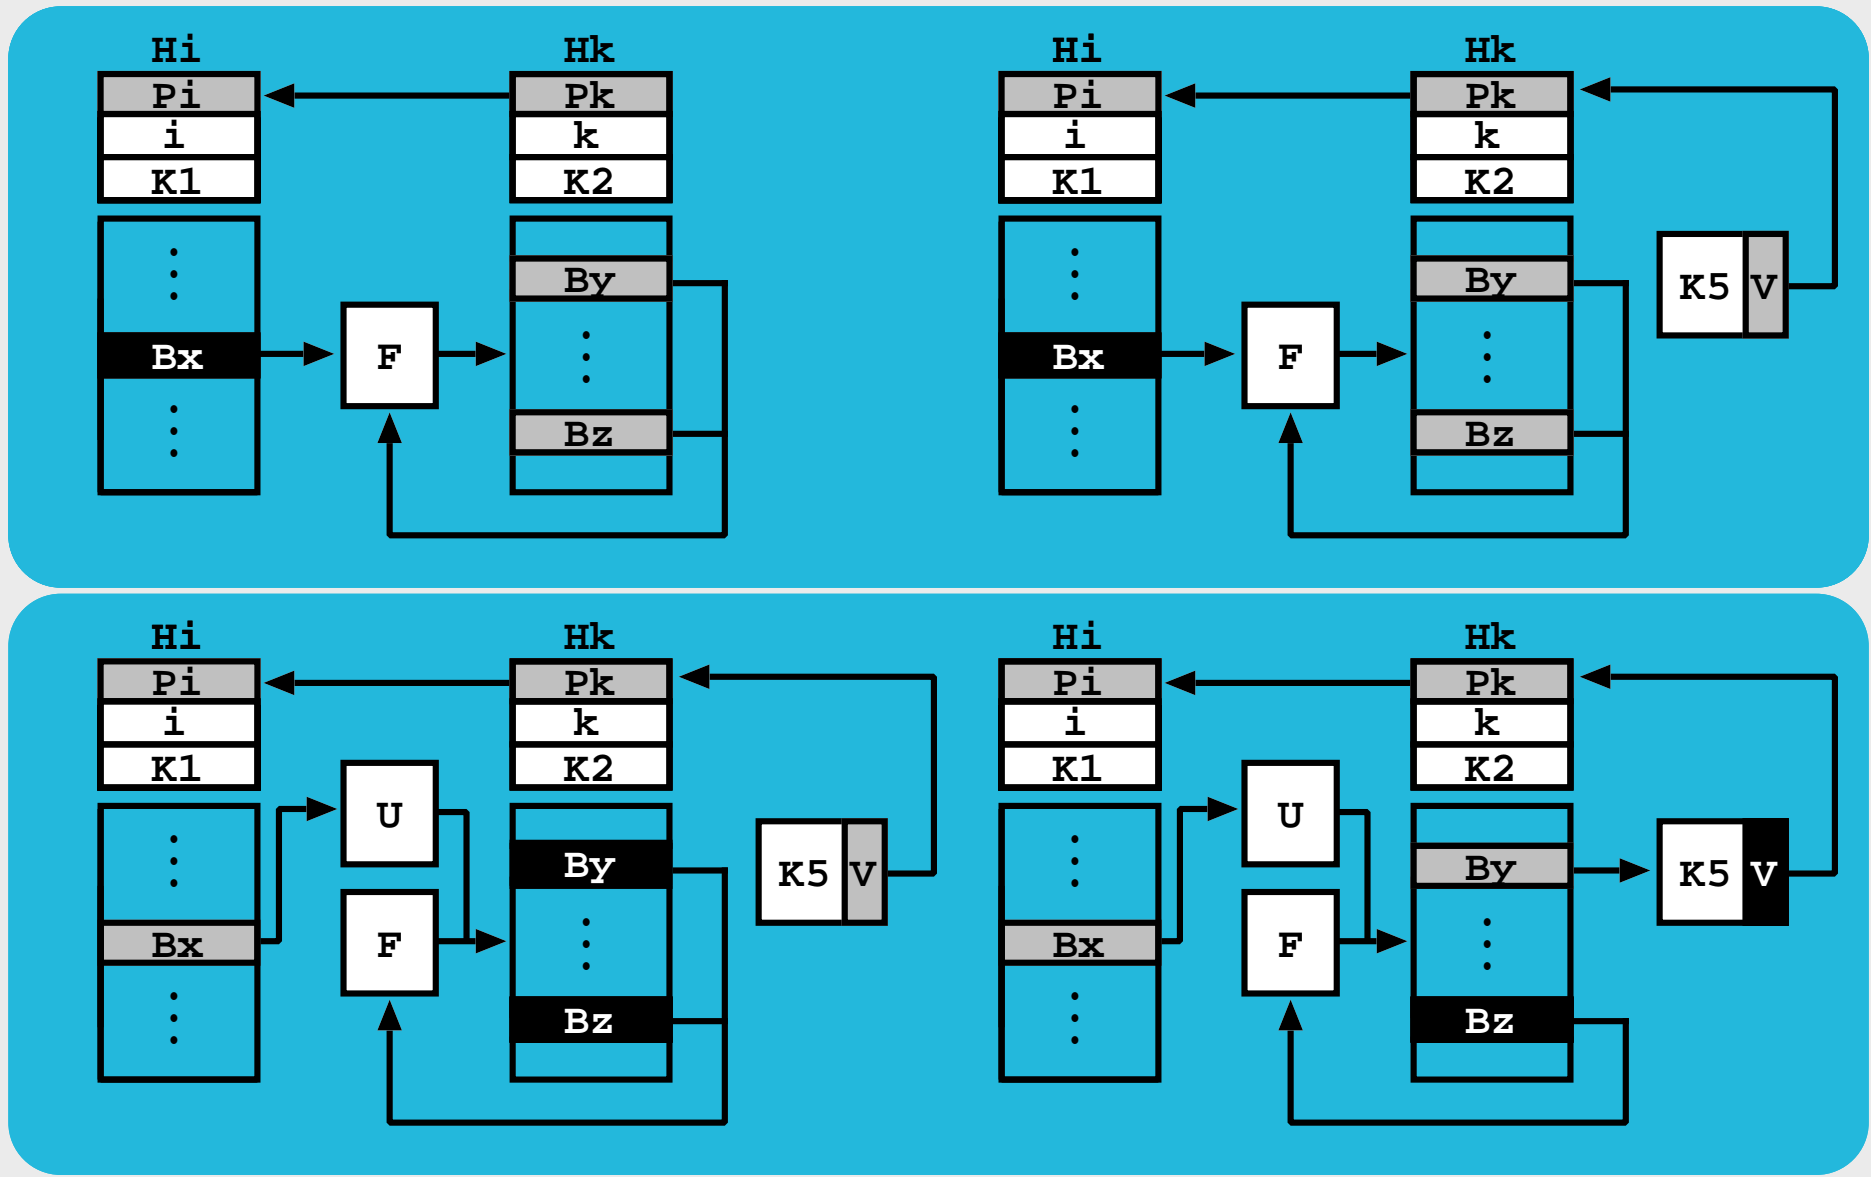 Hi Hk Hi Hk
Pi Pk Pi Pk
i k i k
K1 K2 K1 K2
By By
K5 V
Bx F Bx F
Bz Bz
Hi Hk Hi Hk
Pi Pk Pi Pk
i k i k
K1 K2 K1 K2
U U
By K5 V By K5 V
Bx F Bx F
Bz Bz